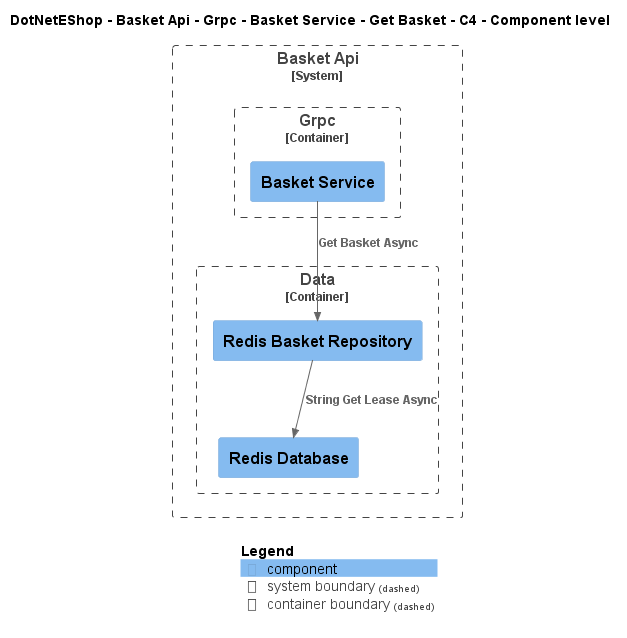 DotNetEShop - Basket Api - Grpc - Basket Service - Get Basket - C4 - Component level
Basket Api
[System]
Grpc
[Container]
Basket Service
Get Basket Async
Data
[Container]
Redis Basket Repository
String Get Lease Async
Redis Database
Legend
component
system boundary (dashed)
container boundary (dashed)